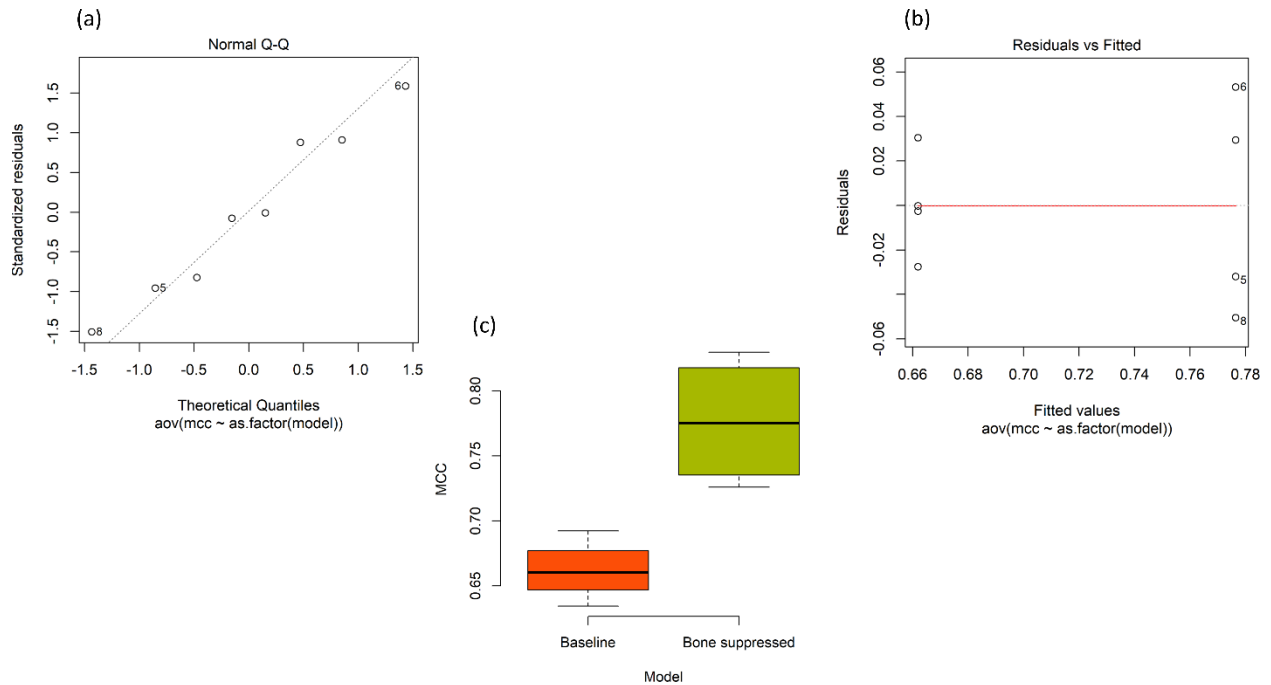 (a)
Normal Q-Q
Standardized residuals
1.5
1.0
0.5
0.0
-0.5
-1.0
-1.5
6
5
8
-1.5 -1.0 -0.5 0.0 0.5 1.0 1.5
Theoretical Quantiles
aov(mcc ~ as.factor(model))
(b)
Residuals vs Fitted
Residuals
0.06
0.04
0.02
-0.02
-0.06
6
5
8
0.66 0.68 0.70 0.72 0.74 0.76 0.78
Fitted values
aov(mcc ~ as.factor(model))
(c)
MCC
0.80
0.75
0.70
0.65
Baseline Bone suppressed
Model